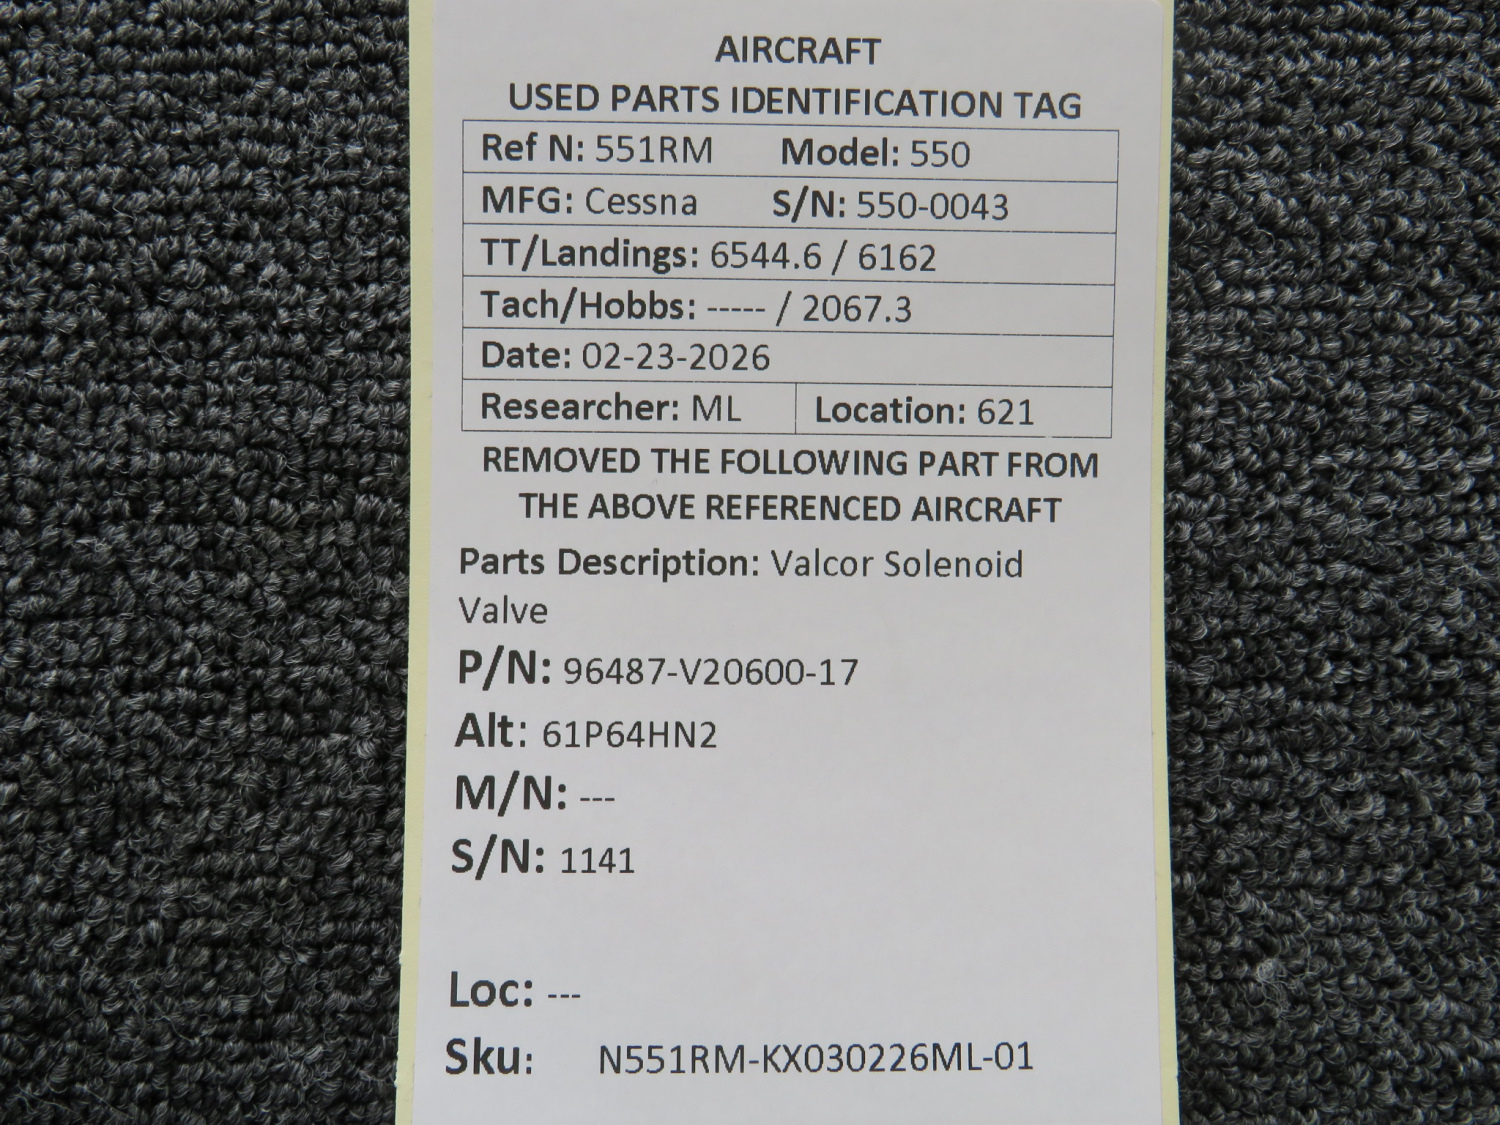 AIRCRAFT
USED PARTS IDENTIFICATION TAG
Ref N: 551RM Model: 550
MFG: Cessna S/N: 550-0043
TT/Landings: 6544.6 / 6162
Tach/Hobbs: ----- / 2067.3
Date: 02-23-2026
Researcher: ML Location: 621
REMOVED THE FOLLOWING PART FROM
THE ABOVE REFERENCED AIRCRAFT
Parts Description: Valcor Solenoid
Valve
P/N: 96487-V20600-17
Alt: 61P64HN2
M/N: ---
S/N: 1141
Loc: ---
Sku: N551RM-KX030226ML-01